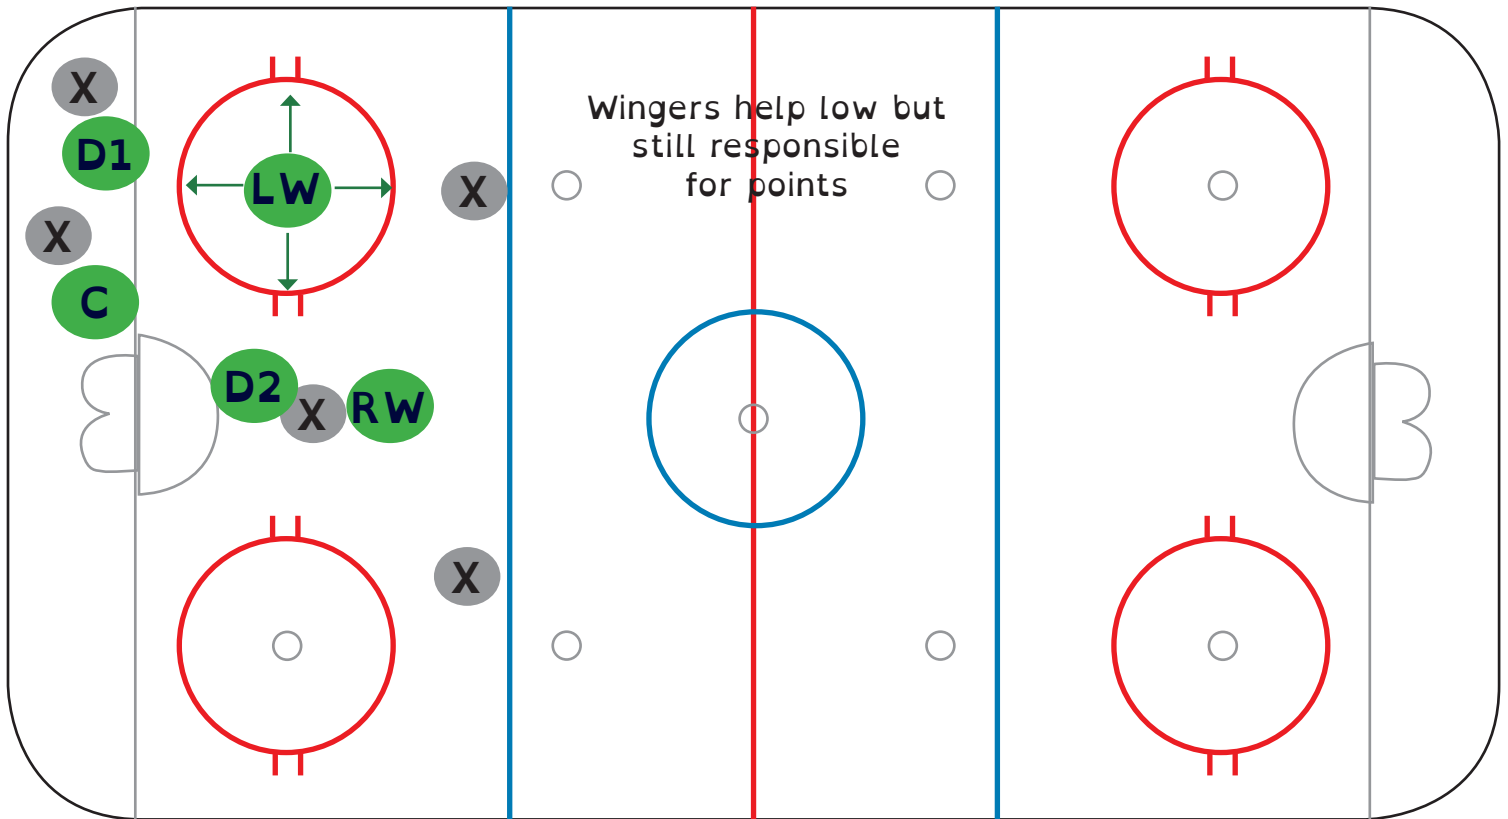 Wingers help low but
still responsible
for points
X
D1
LW
X
X
C
D2
X
RW
X